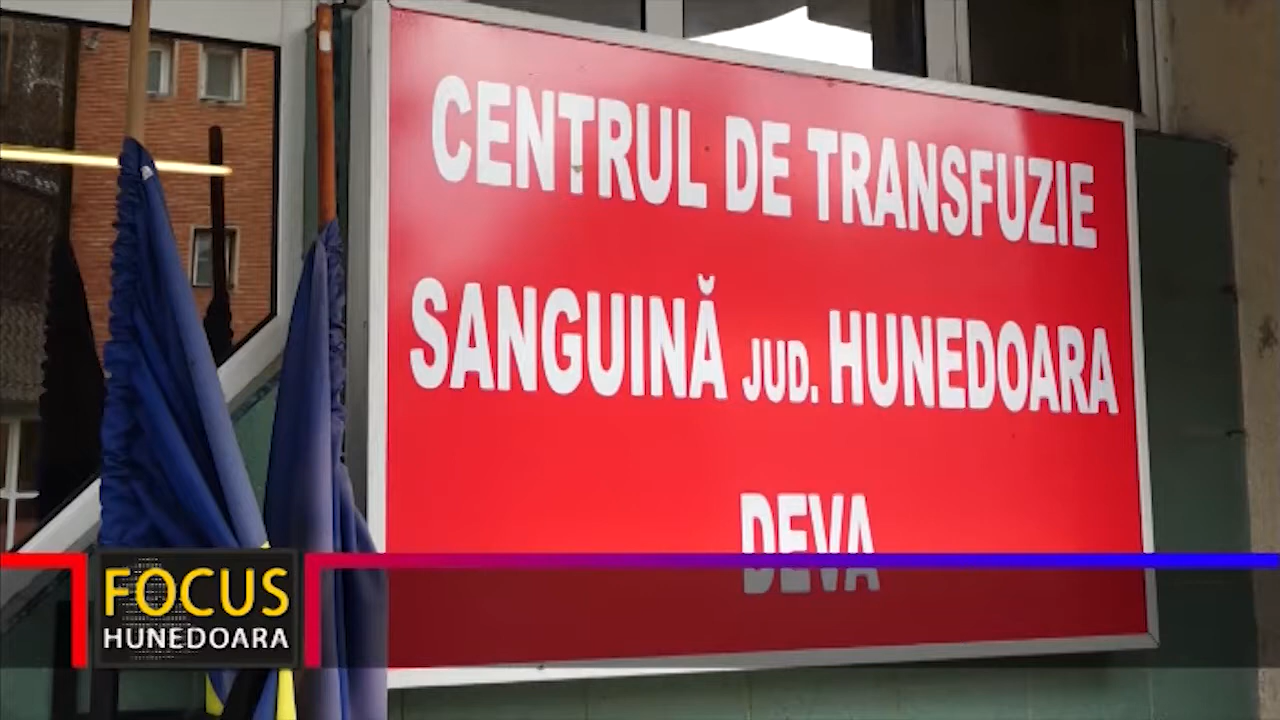 CENTRUL DE TRANSFUZIE
SANGUINĂ JUD. HUNEDOARA
DEVA
FOCUS
HUNEDOARA